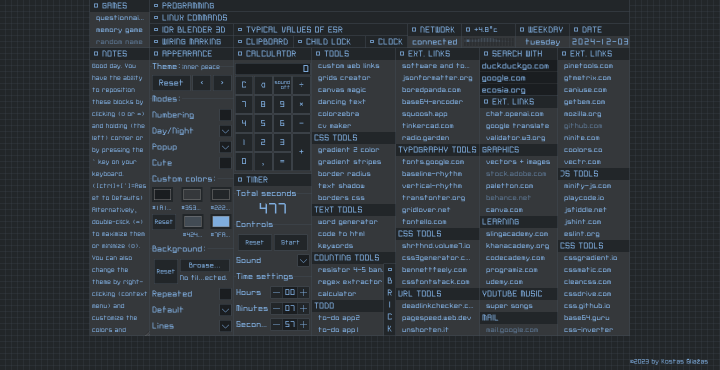 GAMES
PROGRAMMING
questionnai...
LINUX COMMANDS
memory game
IOR BLENDER 3D
TYPICAL VALUES OF ESR
NETWORK
+4.8°c
WEEKDAY
DATE
random name
WIRING MARKING
CLIPBOARD
CHILD LOCK
CLOCK
connected
tuesday
2024-12-03
NOTES
Good day. You
have the ability
to reposition
these blocks by
clicking (0 or =)
and holding (the
left) corner or
by pressing the
` key on your
keyboard.
([ctrl]+[`]=Res
et to Defaults)
Alternatively,
double-click (=)
to maximize them
or minimize (0).
You can also
change the
theme by right-
clicking (context
menu) and
customize the
colors and
APPEARANCE
Theme: inner peace
Reset
‹
›
Modes:
Numbering
Day/Night
Popup
Cute
Custom colors:
#353...
#222...
Reset
#424...
#7FA...
Background:
Reset
Browse...
No fil...ected.
Repeated
Default
Lines
CALCULATOR
0
C
sound off
÷
7
8
9
×
4
5
6
−
1
2
3
+
0
.
=
TIMER
Total seconds
477
Controls
Reset
Start
Sound
Time settings
Hours
— 00 +
Minutes
— 07 +
Secon...
— 57 +
TOOLS
custom web links
grids creator
canvas magic
dancing text
colorzebra
cv maker
CSS TOOLS
gradient 2 color
gradient stripes
border radius
text shadow
borders css
TEXT TOOLS
word generator
code to html
keywords
COUNTING TOOLS
resistor 4-5 ban.
regex extractor
calculator
TODO
to-do app2
to-do app1
B
R
I
C
K
EXT. LINKS
software and to...
jsonformatter.org
boredpanda.com
base64-encoder
squoosh.app
tinkercad.com
radio.garden
TYPOGRAPHY TOOLS
fonts.google.com
baseline-rhythm
vertical-rhythm
transfonter.org
gridlover.net
fontello.com
CSS TOOLS
shrthnd.volume7.io
css3generator.c...
bennettfeely.com
cssfontstack.com
URL TOOLS
deadlinkchecker.c...
pagespeed.web.dev
unshorten.it
SEARCH WITH
duckduckgo.com
google.com
ecosia.org
EXT. LINKS
chat.openai.com
google translate
validator.w3.org
GRAPHICS
vectors + images
stock.adobe.com
paletton.com
behance.net
canva.com
LEARNING
slingacademy.com
khanacademy.org
codecademy.com
programiz.com
udemy.com
YOUTUBE MUSIC
super songs
MAIL
mail.google.com
EXT. LINKS
pinetools.com
gtmetrix.com
caniuse.com
getbem.com
mozilla.org
github.com
ninite.com
coolors.co
vectr.com
JS TOOLS
minify-js.com
playcode.io
jsfiddle.net
jshint.com
eslint.org
CSS TOOLS
cssgradient.io
cssmatic.com
cleancss.com
cssdrive.com
css.github.io
base64.guru
css-inverter
©2023 by Kostas Šliažas